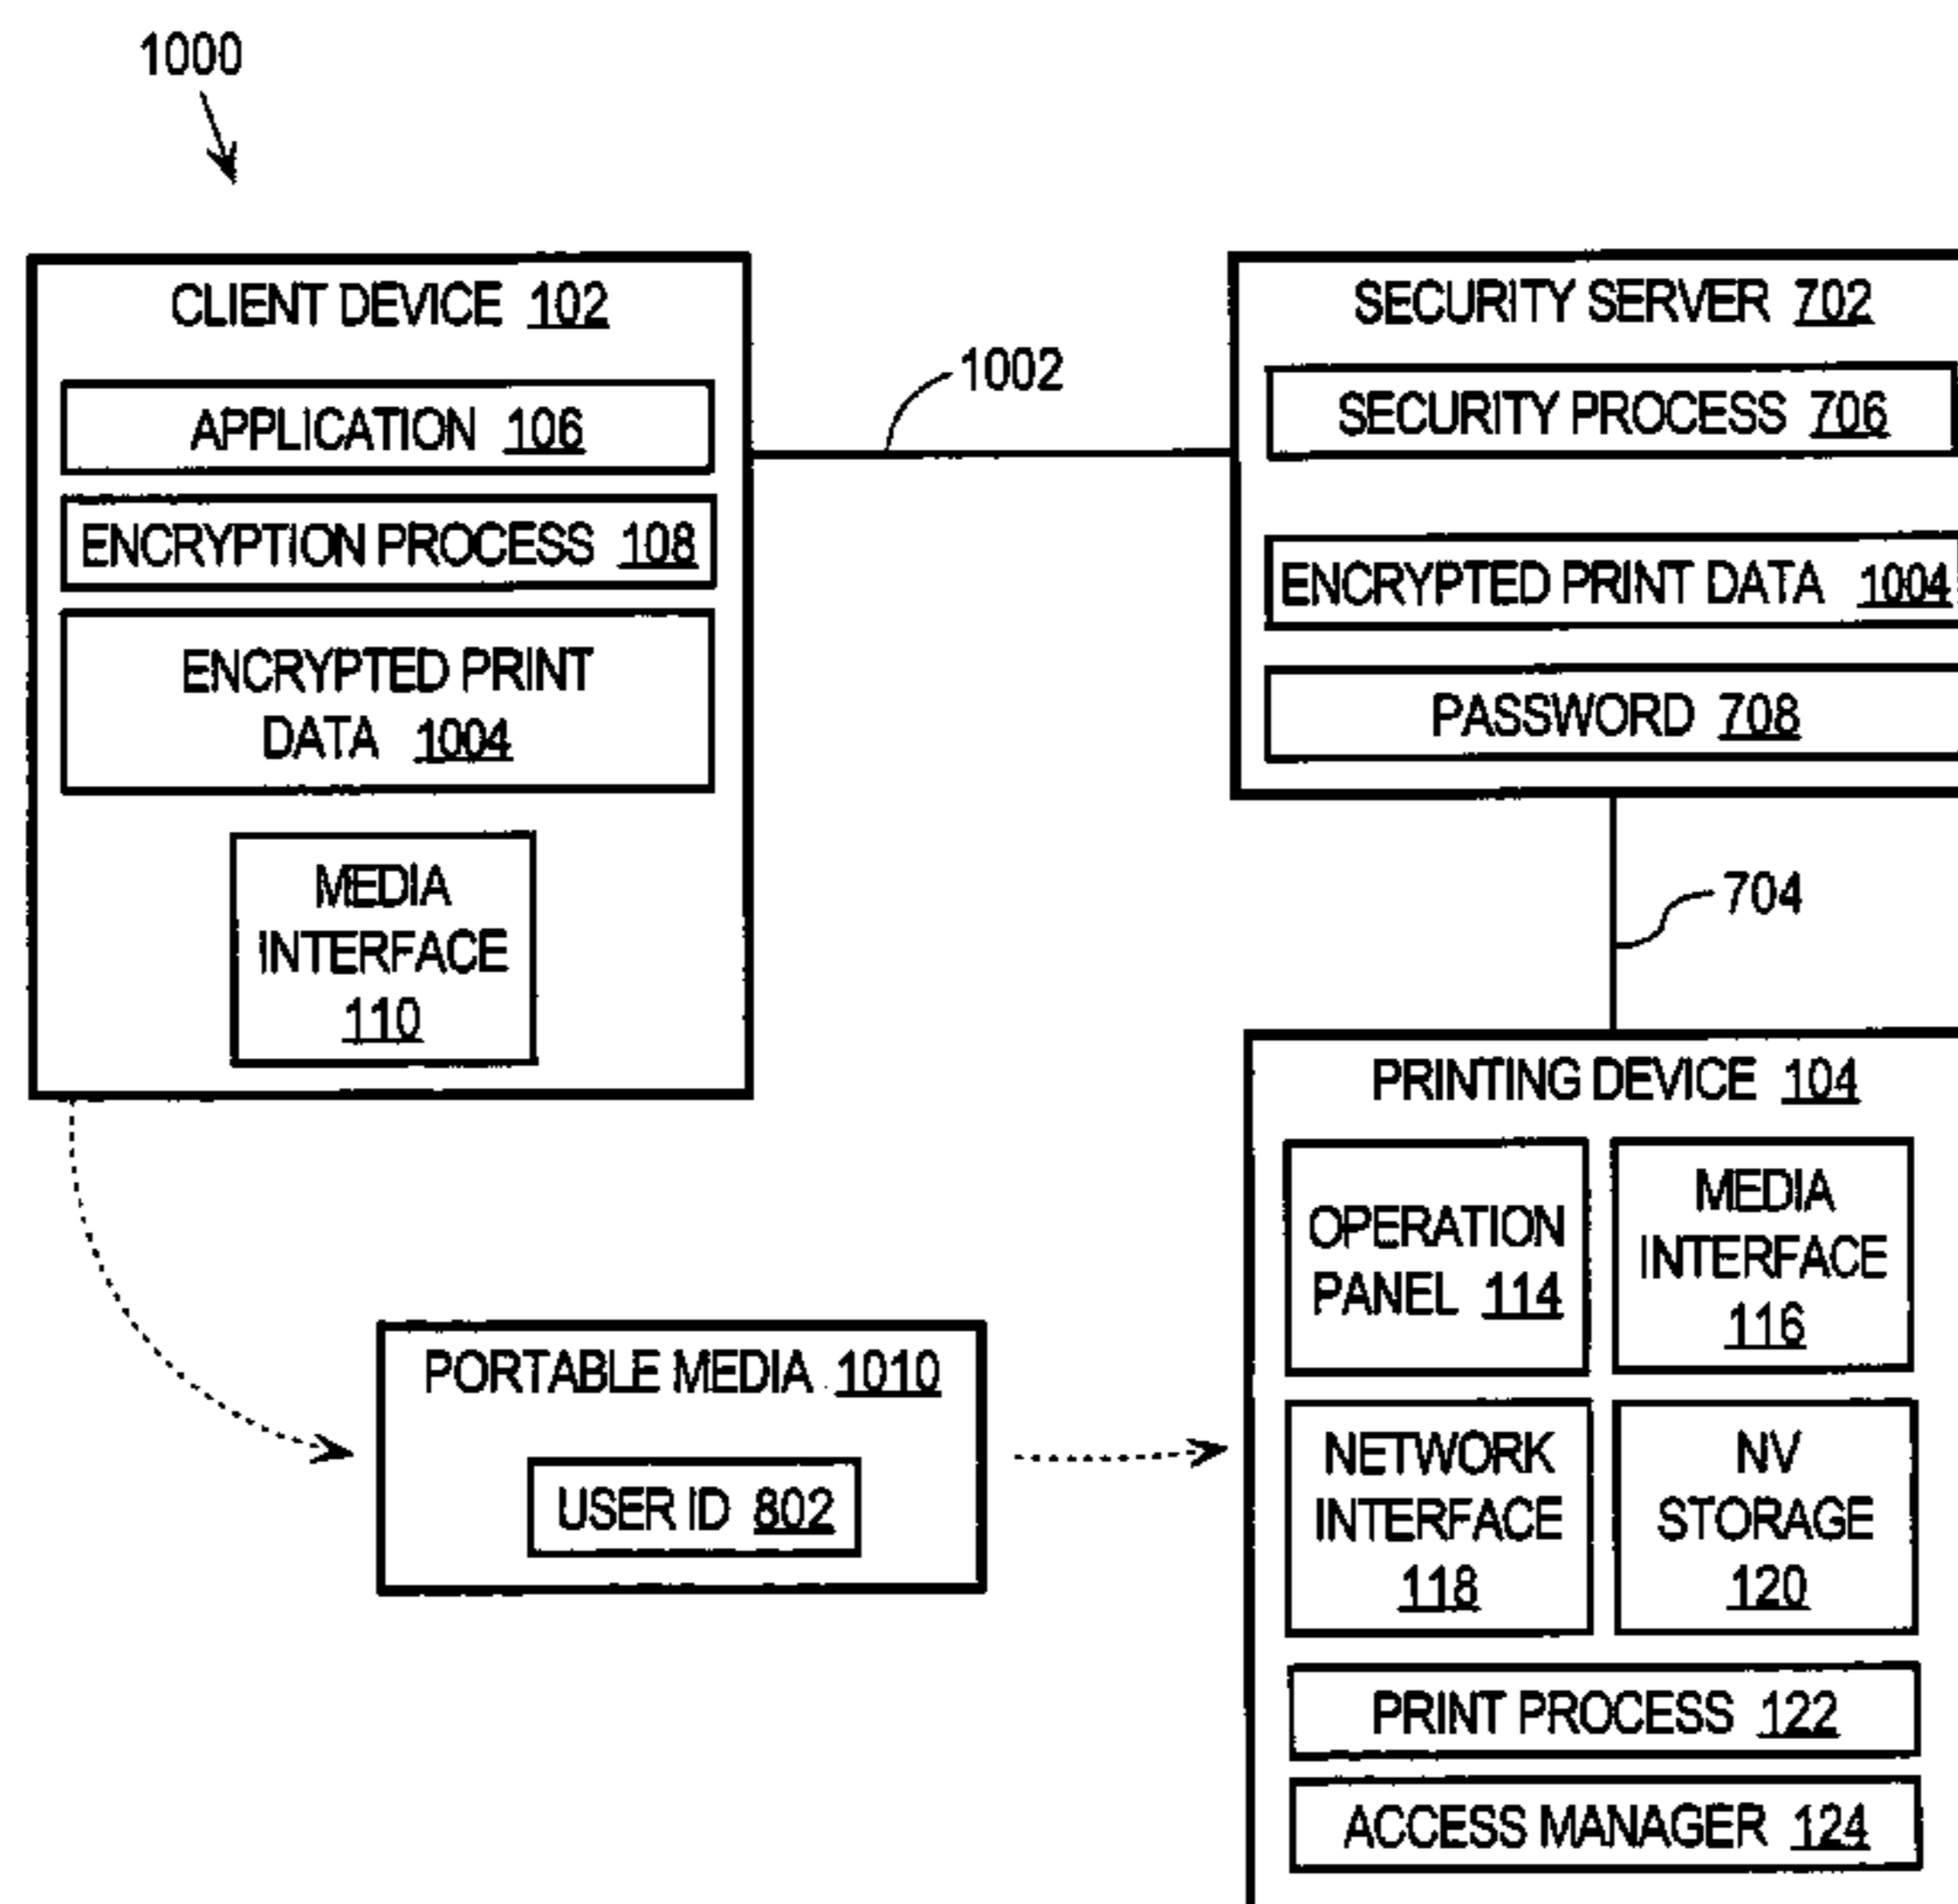 1000
CLIENT DEVICE 102
APPLICATION 106
ENCRYPTION PROCESS 108
ENCRYPTED PRINT
DATA 1004
MEDIA
INTERFACE
110
1002
SECURITY SERVER 702
SECURITY PROCESS 706
ENCRYPTED PRINT DATA 1004
PASSWORD 708
704
PORTABLE MEDIA 1010
USER ID 802
PRINTING DEVICE 104
OPERATION
PANEL 114
MEDIA
INTERFACE
116
NETWORK
INTERFACE
118
NV
STORAGE
120
PRINT PROCESS 122
ACCESS MANAGER 124